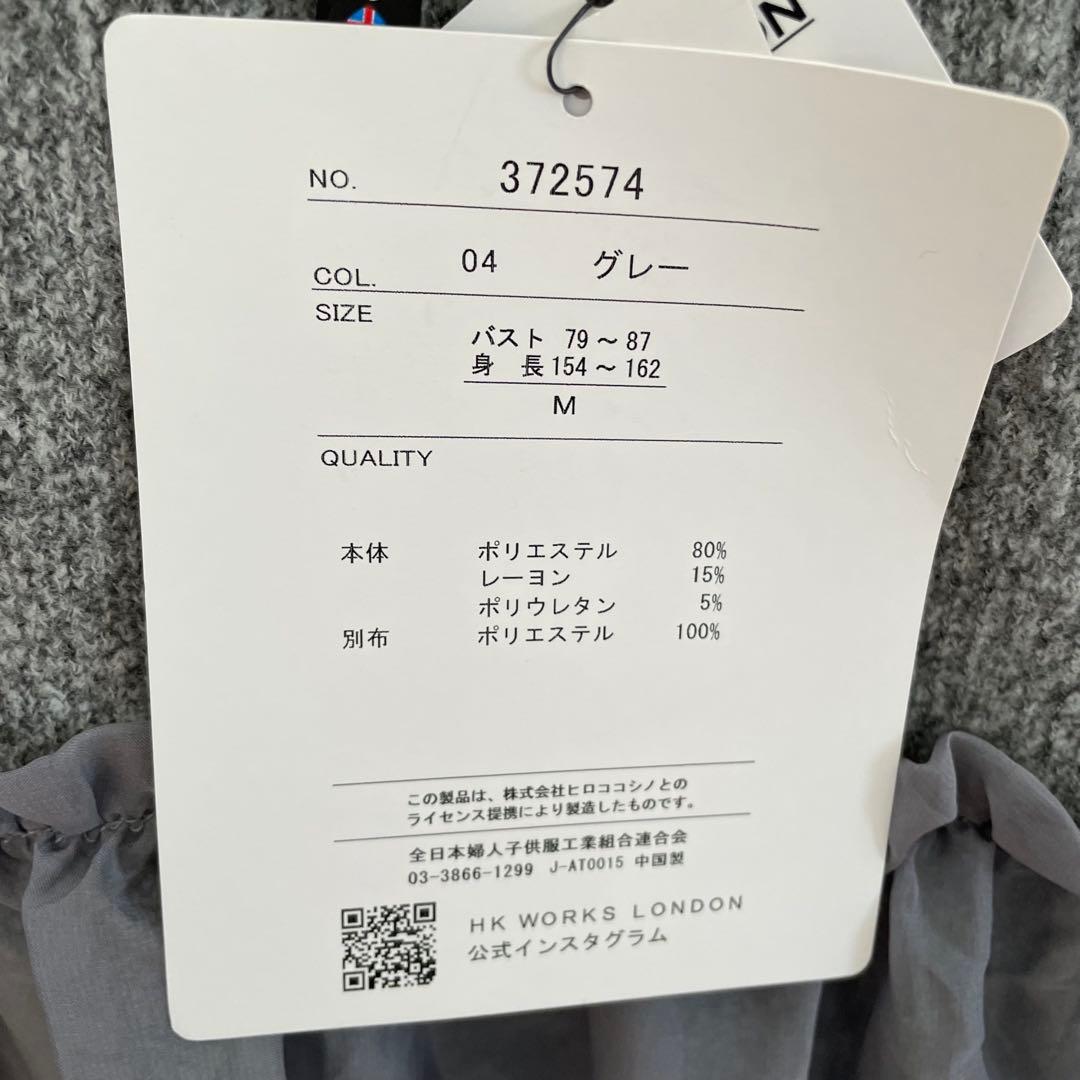 ON
NO. 372574
COL. 04 グレー
SIZE
バスト 79～87
身 長 154～162
M
QUALITY
本体 ポリエステル 80%
レーヨン 15%
ポリウレタン 5%
別布 ポリエステル 100%
この製品は、株式会社ヒロココシノとの
ライセンス提携により製造したものです。
全日本婦人子供服工業組合連合会
03-3866-1299 J-AT0015 中国製
HK WORKS LONDON
公式インスタグラム